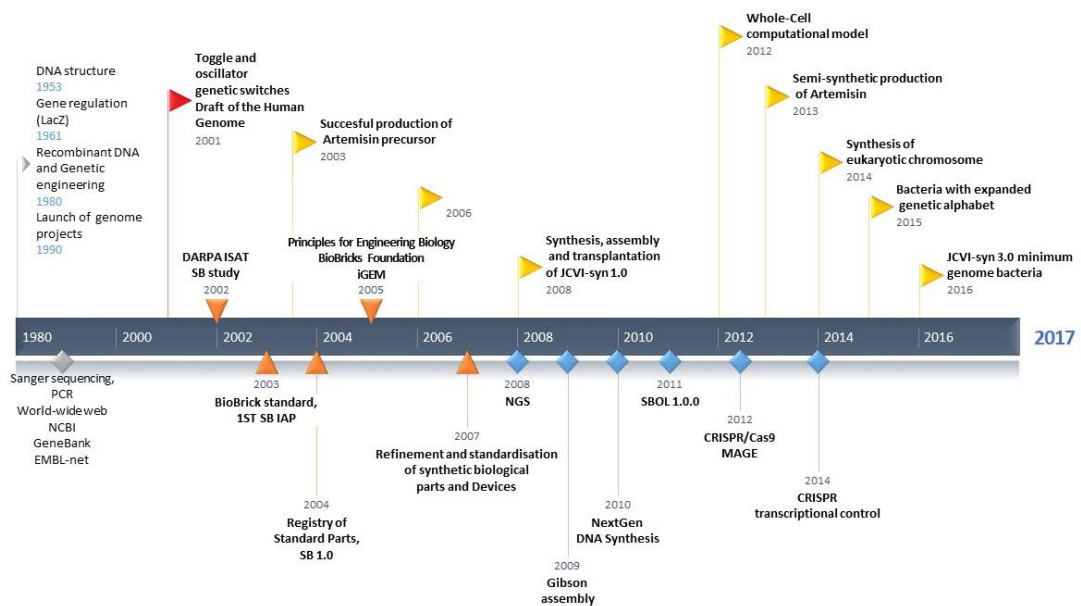 DNA structure
1953
Gene regulation
(LacZ)
1961
Recombinant DNA
and Genetic
engineering
1980
Launch of genome
projects
1990
Toggle and
oscillator
genetic switches
Draft of the Human
Genome
2001
DARPA ISAT
SB study
2002
Succesful production of
Artemisin precursor
2003
Principles for Engineering Biology
BioBricks Foundation
iGEM
2005
2006
Synthesis, assembly
and transplantation
of JCVI-syn 1.0
2008
Whole-Cell
computational model
2012
Semi-synthetic production
of Artemisin
2013
Synthesis of
eukaryotic chromosome
2014
Bacteria with expanded
genetic alphabet
2015
JCVI-syn 3.0 minimum
genome bacteria
2016
1980 2000 2002 2004 2006 2008 2010 2012 2014 2016 2017
Sanger sequencing,
PCR
World-wide web
NCBI
GeneBank
EMBL-net
2003
BioBrick standard,
1ST SB IAP
2004
Registry of
Standard Parts,
SB 1.0
2007
Refinement and standardisation
of synthetic biological
parts and Devices
2008
NGS
2009
Gibson
assembly
2010
NextGen
DNA Synthesis
2011
SBOL 1.0.0
2012
CRISPR/Cas9
MAGE
2014
CRISPR
transcriptional control